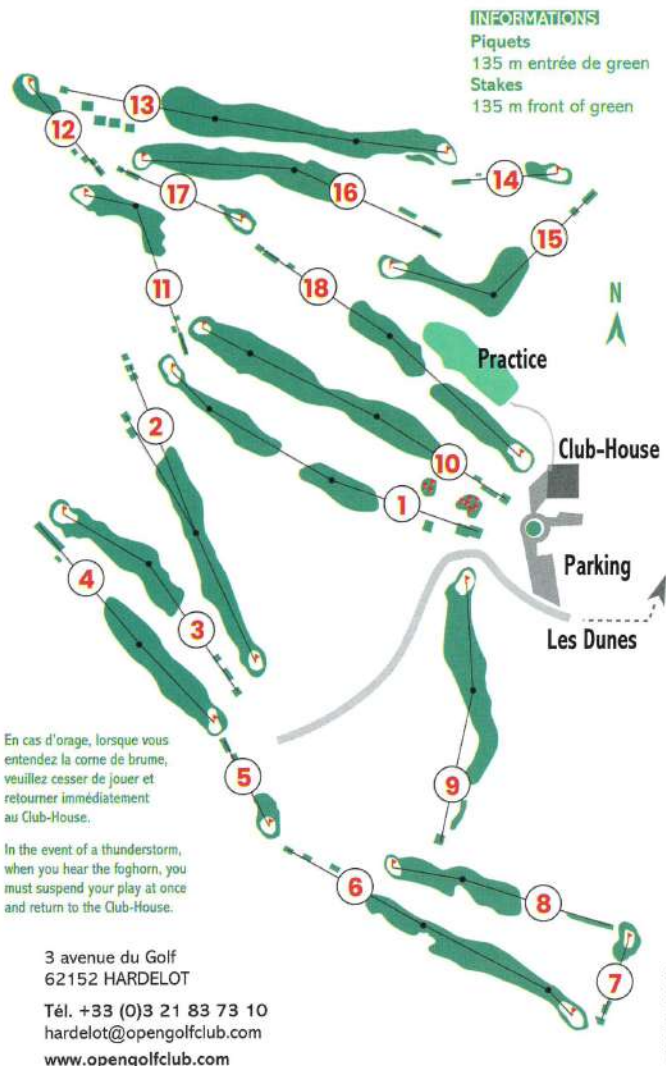 INFORMATIONS
Piquets
135 m entrée de green
Stakes
135 m front of green
13
12
14
17
16
15
11
18
N
Practice
2
Club-House
10
1
4
Parking
3
Les Dunes
En cas d'orage, lorsque vous
entendez la corne de brume,
veuillez cesser de jouer et
retourner immédiatement
au Club-House.
5
9
In the event of a thunderstorm,
when you hear the foghorn, you
must suspend your play at once
and return to the Club-House.
6
8
7
3 avenue du Golf
62152 HARDELOT
Tél. +33 (0)3 21 83 73 10
hardelot@opengolfclub.com
www.opengolfclub.com